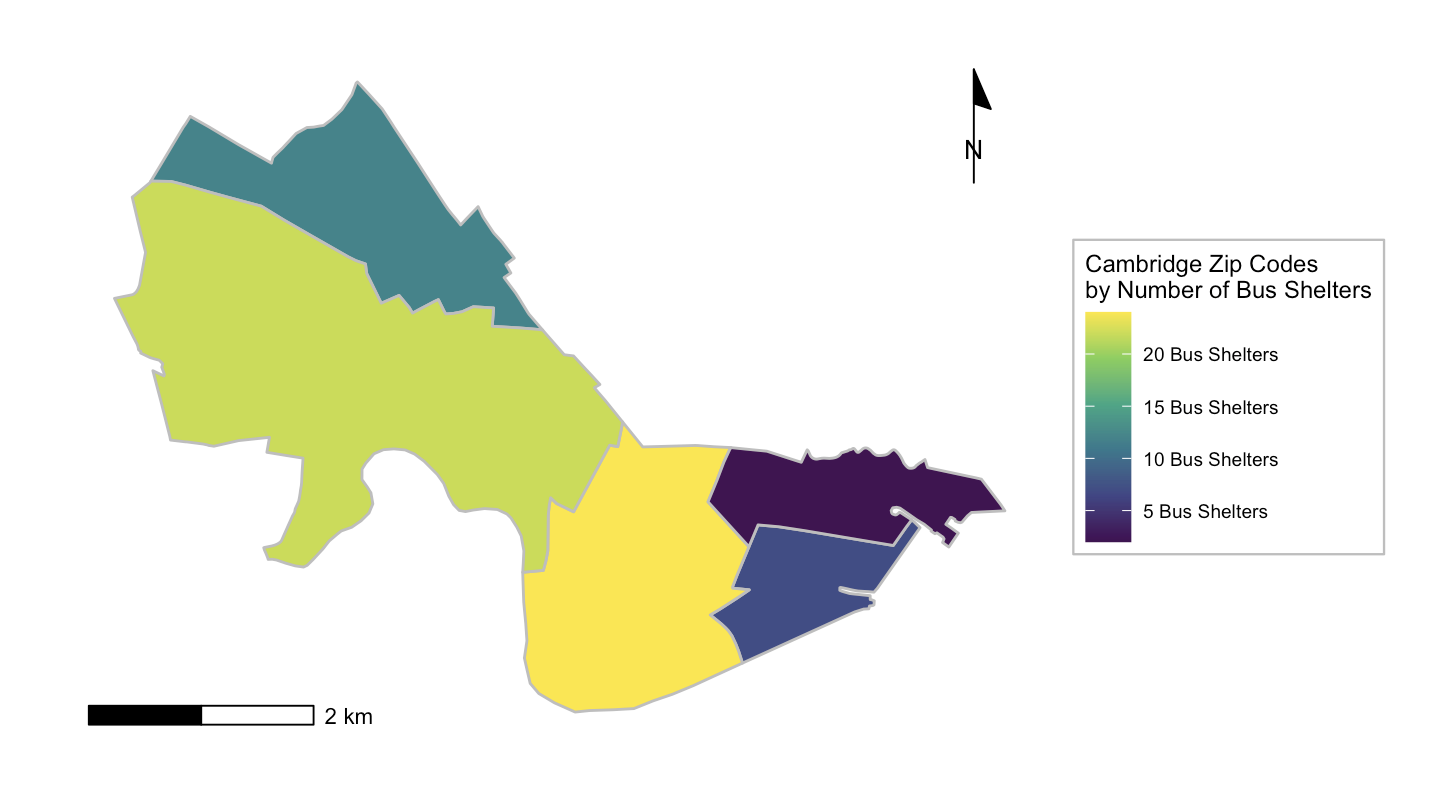 N
Cambridge Zip Codes
by Number of Bus Shelters
20 Bus Shelters
15 Bus Shelters
10 Bus Shelters
5 Bus Shelters
2 km